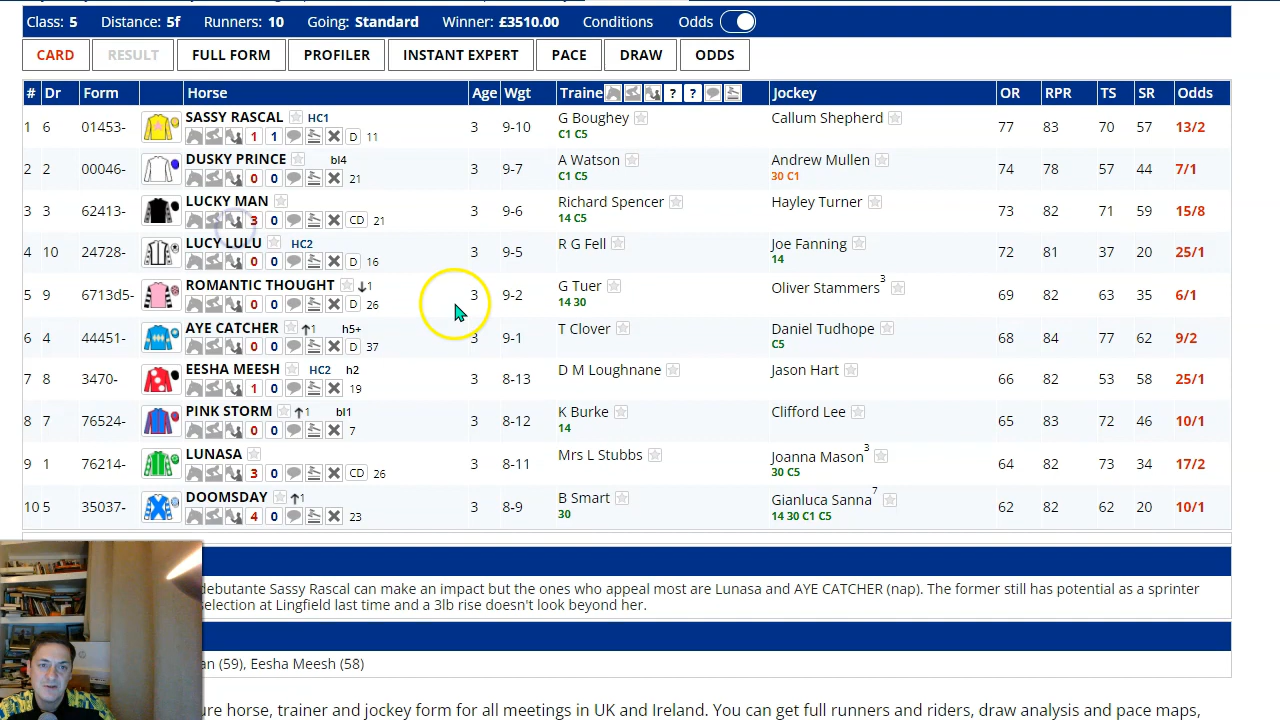 Class: 5 Distance: 5f Runners: 10 Going: Standard Winner: £3510.00 Conditions Odds
CARD RESULT FULL FORM PROFILER INSTANT EXPERT PACE DRAW ODDS
# Dr Form Horse Age Wgt Traine ? ? Jockey OR RPR TS SR Odds
1 6 01453- SASSY RASCAL HC1 3 9-10 G Boughey Callum Shepherd 77 83 70 57 13/2
1 1 D 11 C1 C5
2 2 00046- DUSKY PRINCE bl4 3 9-7 A Watson Andrew Mullen 74 78 57 44 7/1
0 0 D 21 C1 C5 30 C1
3 3 62413- LUCKY MAN 3 9-6 Richard Spencer Hayley Turner 73 82 71 59 15/8
3 0 CD 21 14 C5
4 10 24728- LUCY LULU HC2 3 9-5 R G Fell Joe Fanning 72 81 37 20 25/1
0 0 D 16 14
5 9 6713d5- ROMANTIC THOUGHT ↓1 3 9-2 G Tuer Oliver Stammers3 69 82 63 35 6/1
0 0 D 26 14 30
6 4 44451- AYE CATCHER ↑1 h5+ 3 9-1 T Clover Daniel Tudhope 68 84 77 62 9/2
0 0 D 37 C5
7 8 3470- EESHA MEESH HC2 h2 3 8-13 D M Loughnane Jason Hart 66 82 53 58 25/1
1 0 19
8 7 76524- PINK STORM ↑1 bl1 3 8-12 K Burke Clifford Lee 65 83 72 46 10/1
0 0 7 14
9 1 76214- LUNASA 3 8-11 Mrs L Stubbs Joanna Mason3 64 82 73 34 17/2
3 0 CD 26 30 C5
10 5 35037- DOOMSDAY ↑1 3 8-9 B Smart Gianluca Sanna7 62 82 62 20 10/1
4 0 23 30 14 30 C1 C5
debutante Sassy Rascal can make an impact but the ones who appeal most are Lunasa and AYE CATCHER (nap). The former still has potential as a sprinter
selection at Lingfield last time and a 3lb rise doesn't look beyond her.
an (59), Eesha Meesh (58)
ure horse, trainer and jockey form for all meetings in UK and Ireland. You can get full runners and riders, draw analysis and pace maps,